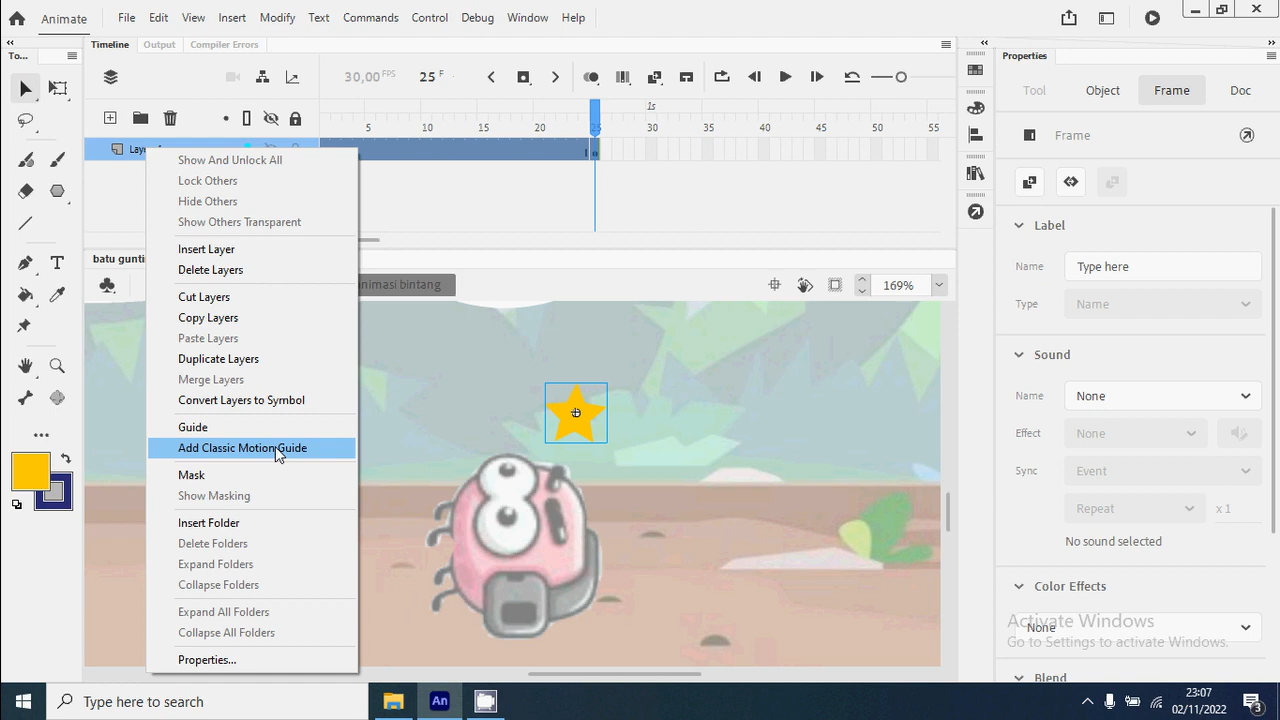 Animate File Edit View Insert Modify Text Commands Control Debug Window Help
To... Timeline Output Compiler Errors Properties
30,00 FPS 25 F
Tool Object Frame Doc
1s
5 10 15 20 25 30 35 40 45 50 55
Frame
Show And Unlock All
Lock Others
Hide Others
Show Others Transparent
Insert Layer
Delete Layers
Cut Layers
Copy Layers
Paste Layers
Duplicate Layers
Merge Layers
Convert Layers to Symbol
Guide
Add Classic Motion Guide
Mask
Show Masking
Insert Folder
Delete Folders
Expand Folders
Collapse Folders
Expand All Folders
Collapse All Folders
Properties...
batu
animasi bintang 169%
Label
Name Type here
Type Name
Sound
Name None
Effect None
Sync Event
Repeat x 1
No sound selected
Color Effects
None
Activate Windows
Go to Settings to activate Windows.
Blend
Type here to search
An
23:07
02/11/2022
3